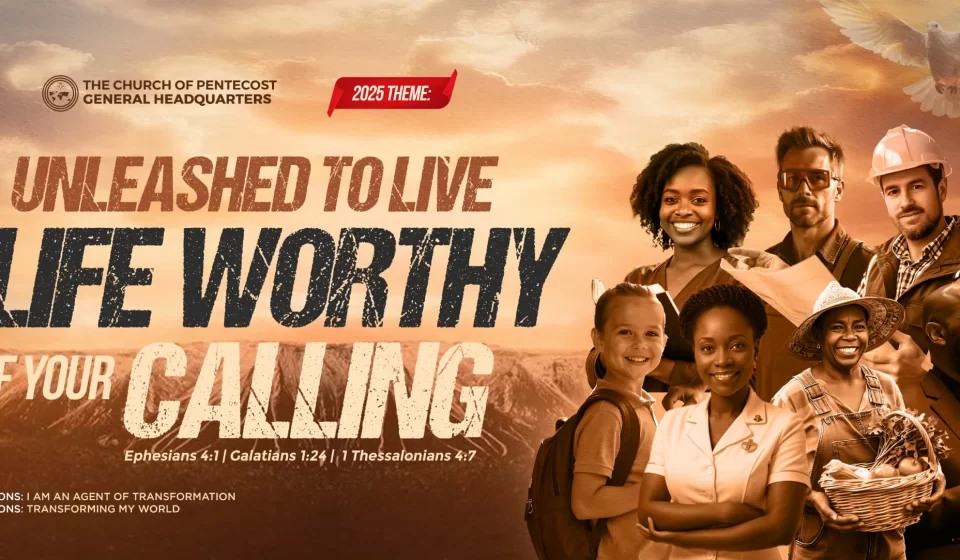 THE CHURCH OF PENTECOST
GENERAL HEADQUARTERS
2025 THEME:
UNLEASHED TO LIVE
LIFE WORTHY
YOUR
CALLING
Ephesians 4:1 | Galatians 1:24 | 1 Thessalonians 4:7
I AM AN AGENT OF TRANSFORMATION
TRANSFORMING MY WORLD